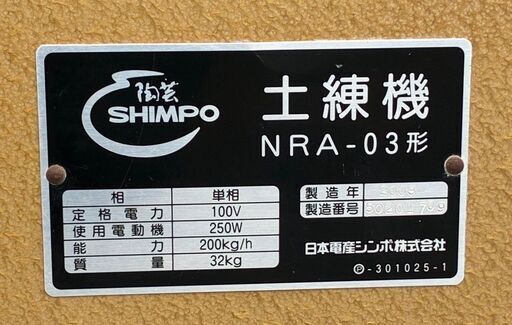 陶芸
SHIMPO
土練機
NRA-03形
相 単相
定格電力 100V
使用電動機 250W
能力 200kg/h
質量 32kg
製造年
製造番号
日本電産シンポ株式会社
Ⓟ-301025-1